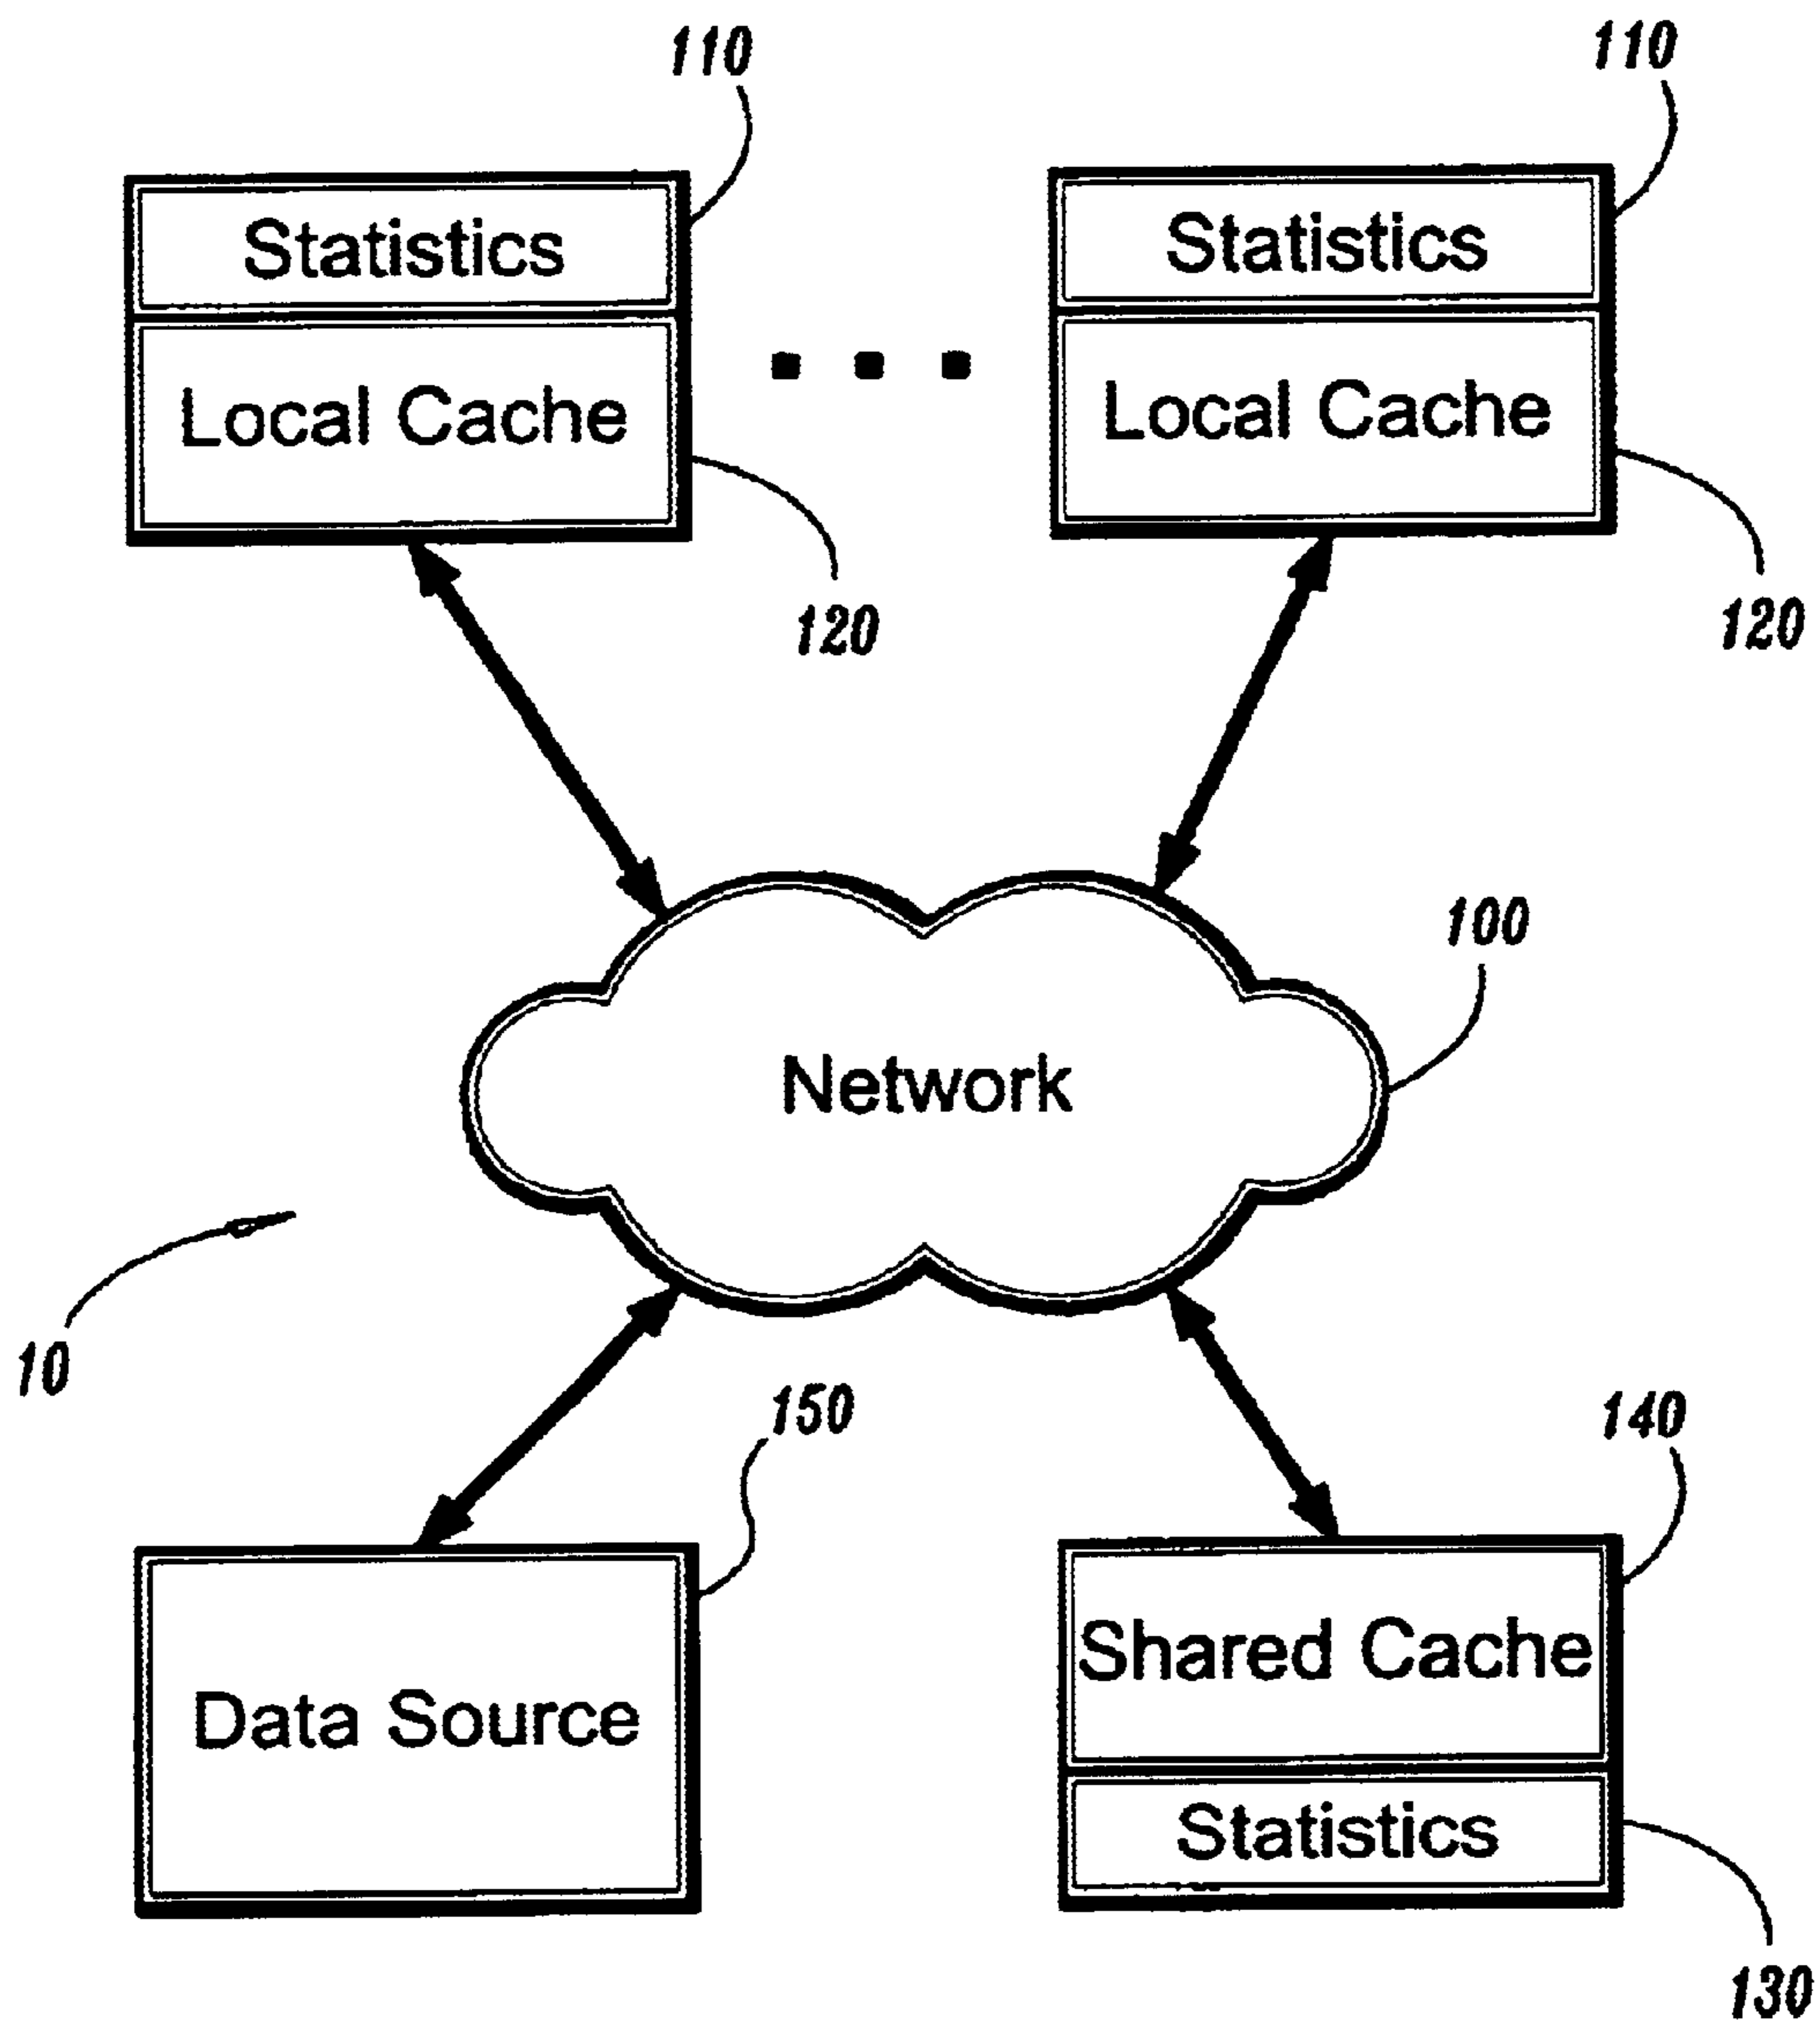 110
110
Statistics
Statistics
Local Cache
Local Cache
120
120
100
Network
10
150
140
Shared Cache
Data Source
Statistics
130